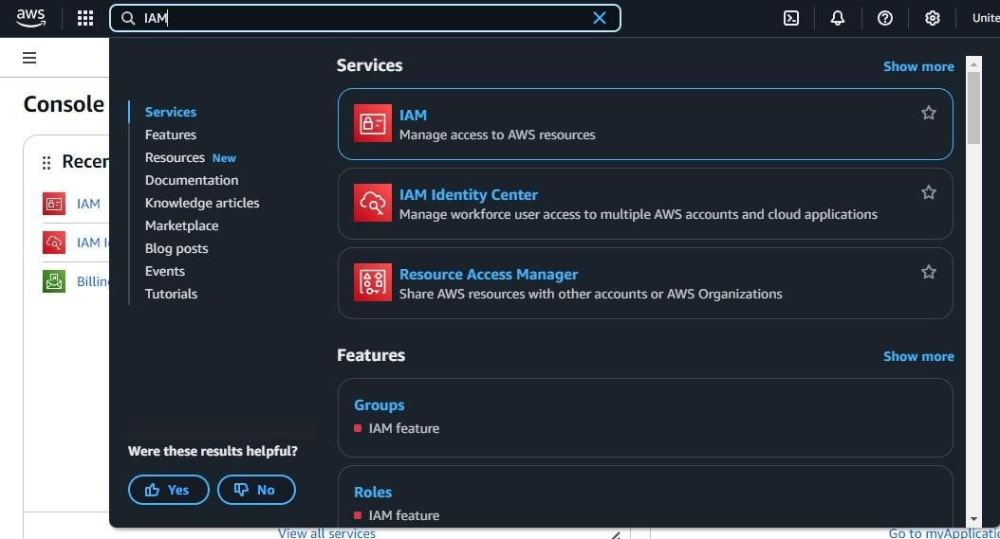 aws
IAM
Unite
Console
Recen
IAM
IAM I
Billin
Services
Features
Resources New
Documentation
Knowledge articles
Marketplace
Blog posts
Events
Tutorials
Were these results helpful?
Yes
No
Services
Show more
IAM
Manage access to AWS resources
IAM Identity Center
Manage workforce user access to multiple AWS accounts and cloud applications
Resource Access Manager
Share AWS resources with other accounts or AWS Organizations
Features
Show more
Groups
IAM feature
Roles
IAM feature
View all services
Go to myApplicatio